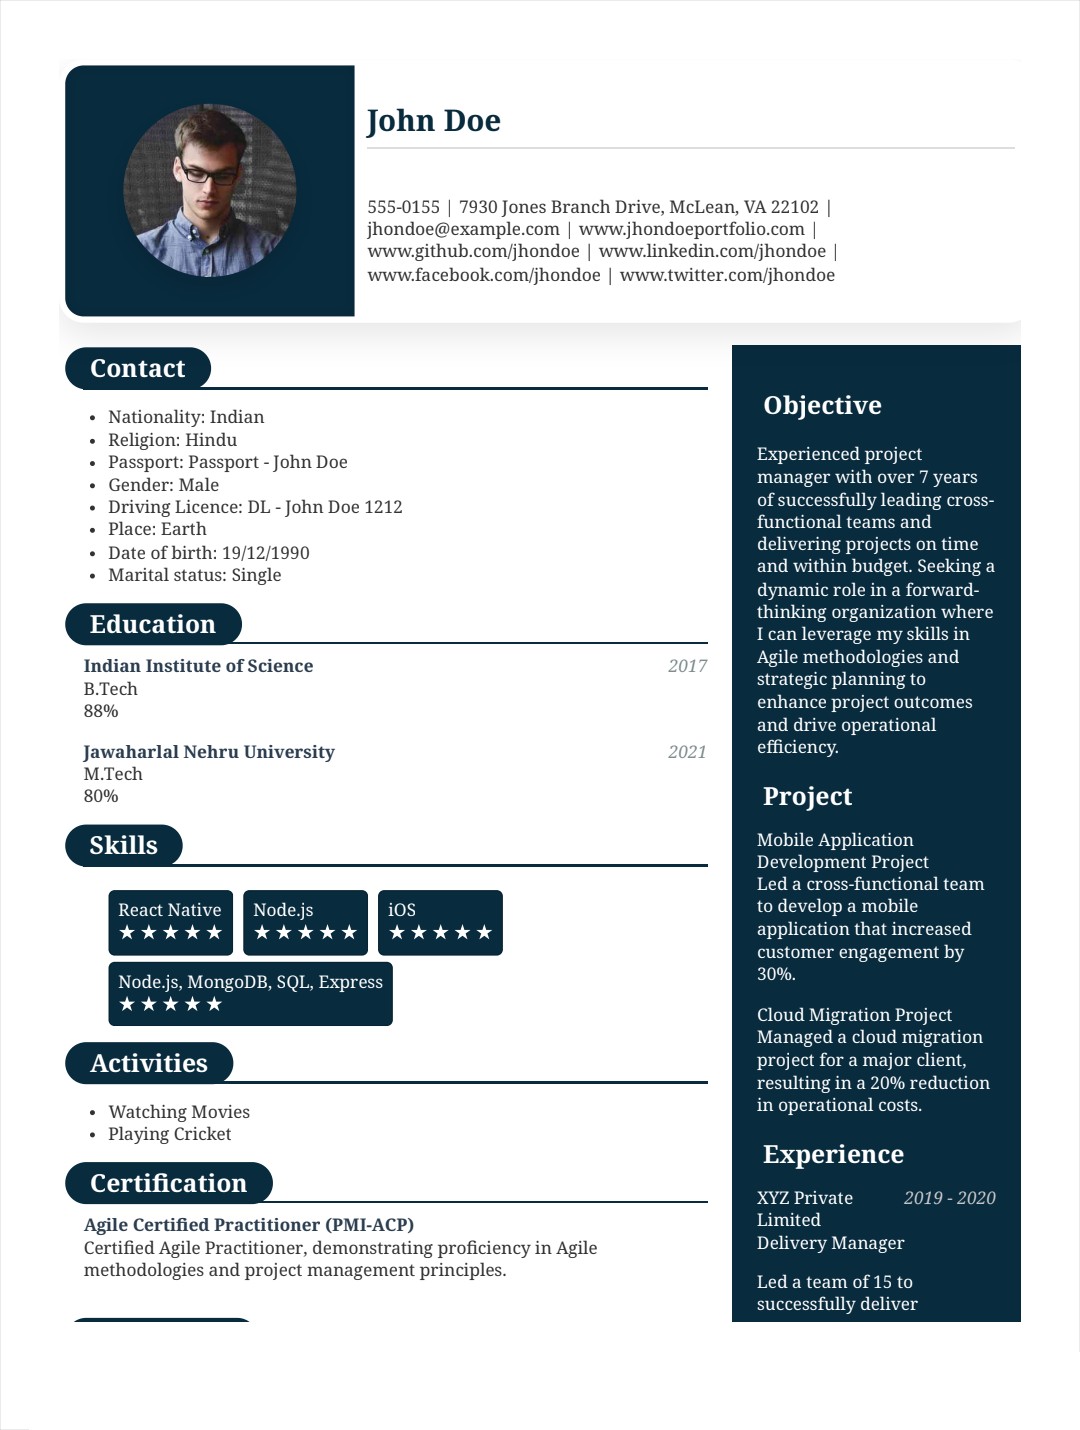 John Doe
555-0155 | 7930 Jones Branch Drive, McLean, VA 22102 |
jhondoe@example.com | www.jhondoeportfolio.com |
www.github.com/jhondoe | www.linkedin.com/jhondoe |
www.facebook.com/jhondoe | www.twitter.com/jhondoe
Contact
• Nationality: Indian
• Religion: Hindu
• Passport: Passport - John Doe
• Gender: Male
• Driving Licence: DL - John Doe 1212
• Place: Earth
• Date of birth: 19/12/1990
• Marital status: Single
Education
Indian Institute of Science 2017
B.Tech
88%
Jawaharlal Nehru University 2021
M.Tech
80%
Skills
React Native Node.js iOS
★★★★★ ★★★★★ ★★★★★
Node.js, MongoDB, SQL, Express
★★★★★
Activities
• Watching Movies
• Playing Cricket
Certification
Agile Certified Practitioner (PMI-ACP)
Certified Agile Practitioner, demonstrating proficiency in Agile
methodologies and project management principles.
Objective
Experienced project
manager with over 7 years
of successfully leading cross-
functional teams and
delivering projects on time
and within budget. Seeking a
dynamic role in a forward-
thinking organization where
I can leverage my skills in
Agile methodologies and
strategic planning to
enhance project outcomes
and drive operational
efficiency.
Project
Mobile Application
Development Project
Led a cross-functional team
to develop a mobile
application that increased
customer engagement by
30%.
Cloud Migration Project
Managed a cloud migration
project for a major client,
resulting in a 20% reduction
in operational costs.
Experience
XYZ Private 2019 - 2020
Limited
Delivery Manager
Led a team of 15 to
successfully deliver